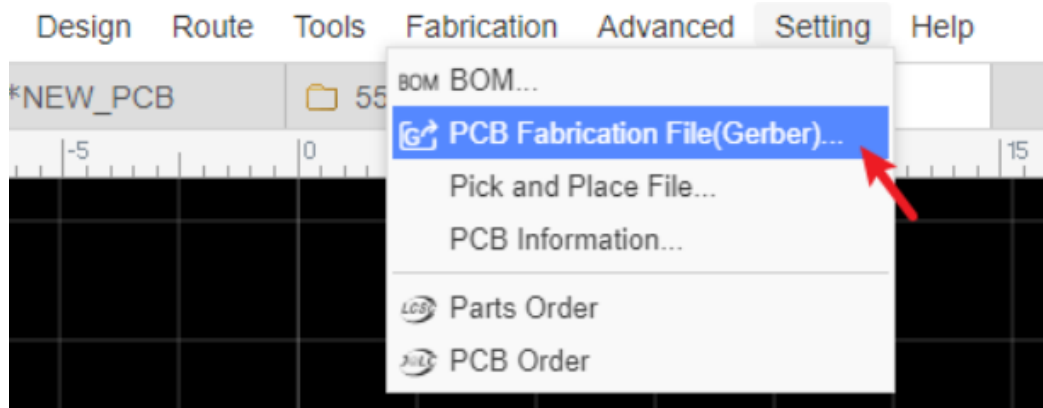 Design Route Tools Fabrication Advanced Setting Help
*NEW_PCB 55
-5 0 15
BOM BOM...
G PCB Fabrication File(Gerber)...
Pick and Place File...
PCB Information...
LCSC Parts Order
PCB Order